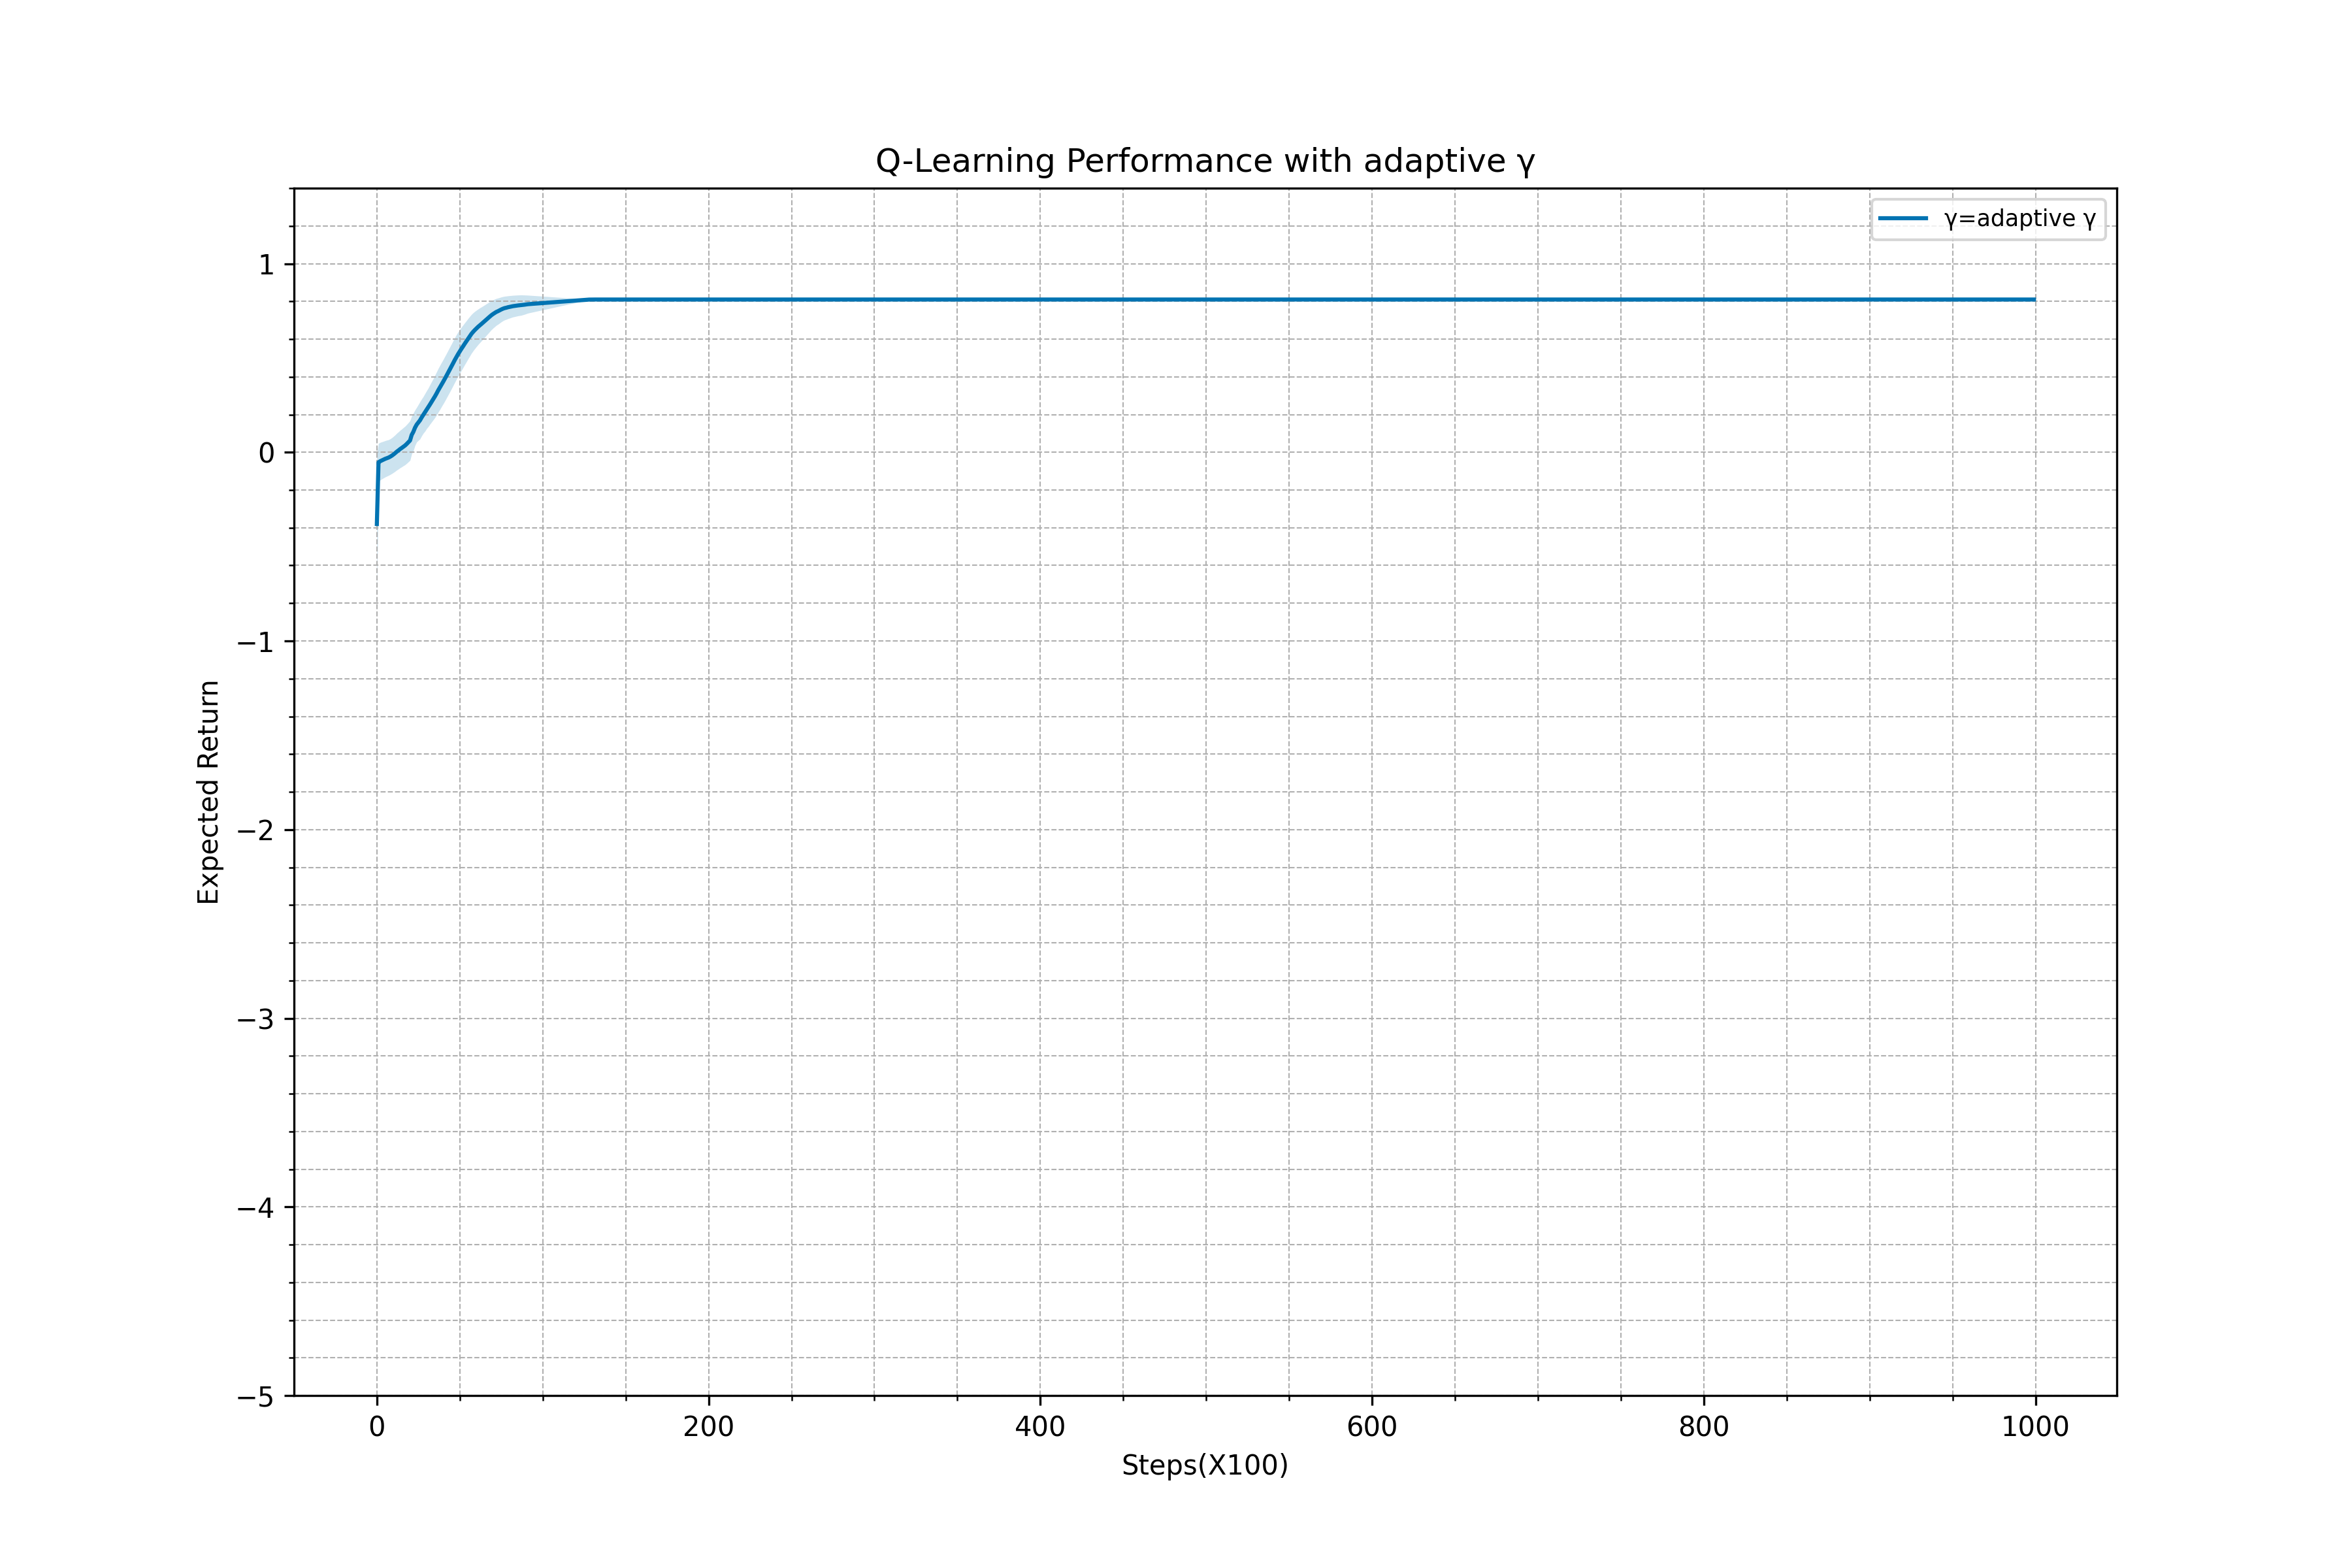 Q-Learning Performance with adaptive γ
γ=adaptive γ
1
0
−1
−2
−3
−4
−5
Expected Return
0 200 400 600 800 1000
Steps(X100)